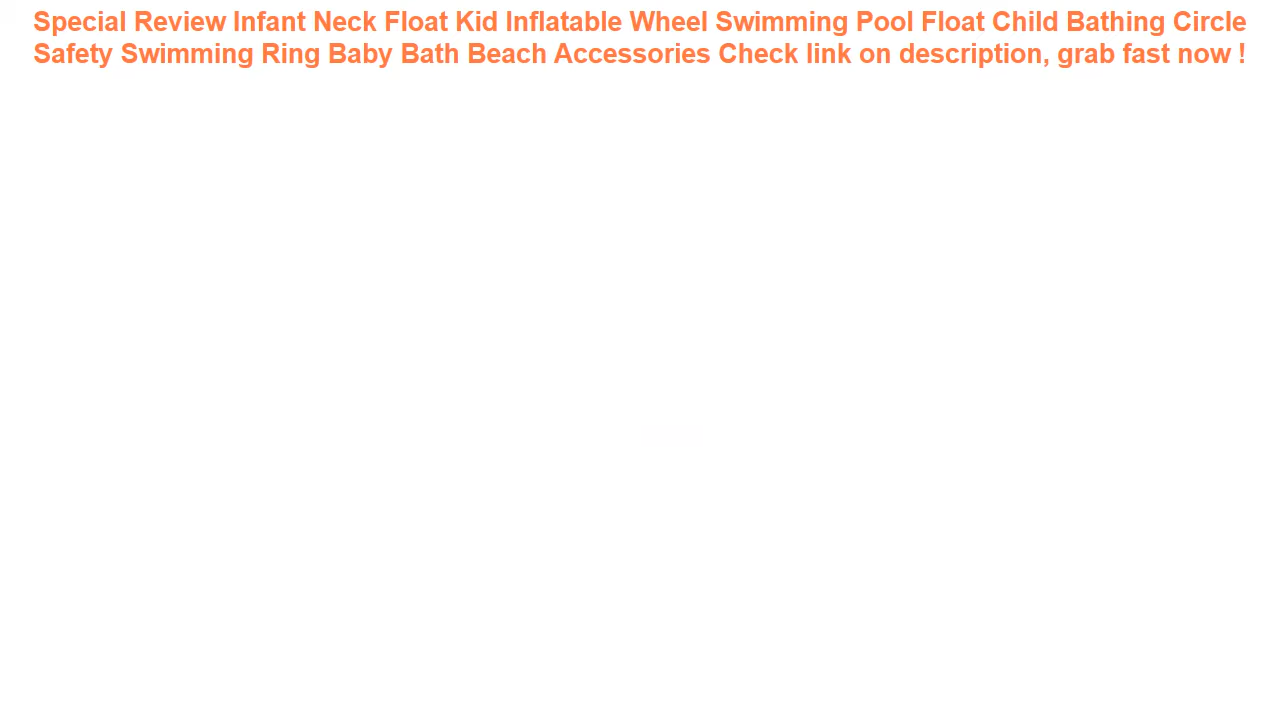 Special Review Infant Neck Float Kid Inflatable Wheel Swimming Pool Float Child Bathing Circle
Safety Swimming Ring Baby Bath Beach Accessories Check link on description, grab fast now !